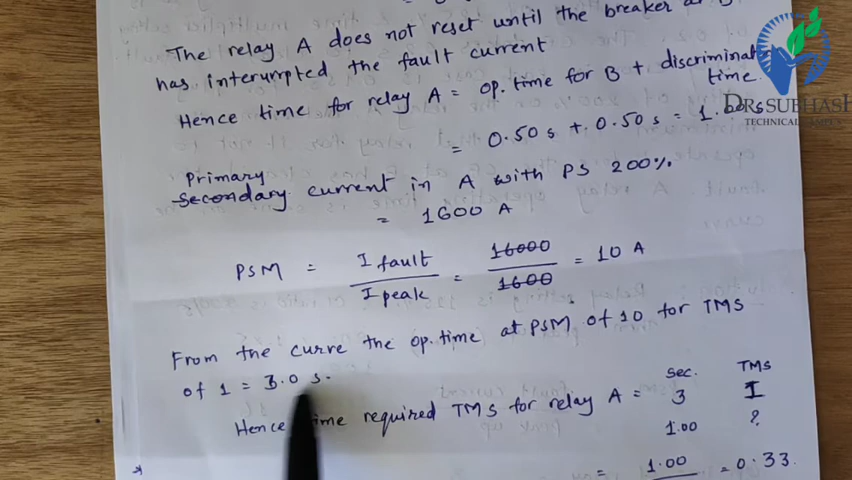 The relay A does not reset until the breaker at B
has interrupted the fault current
Hence time for relay A = op. time for B + discrimination time.
= 0.50 s + 0.50 s = 1.00s
Primary
Secondary current in A with PS 200%
= 1600 A
PSM = I fault / I peak = 16000 / 1600 = 10 A
From the curve the op. time at PSM of 10 for TMS
of 1 = 3.0 s.
Sec. TMS
Hence time required TMS for relay A = 3 1
1.00 ?
= 1.00 = 0.33.
DR SUBHASH
TECHNICAL